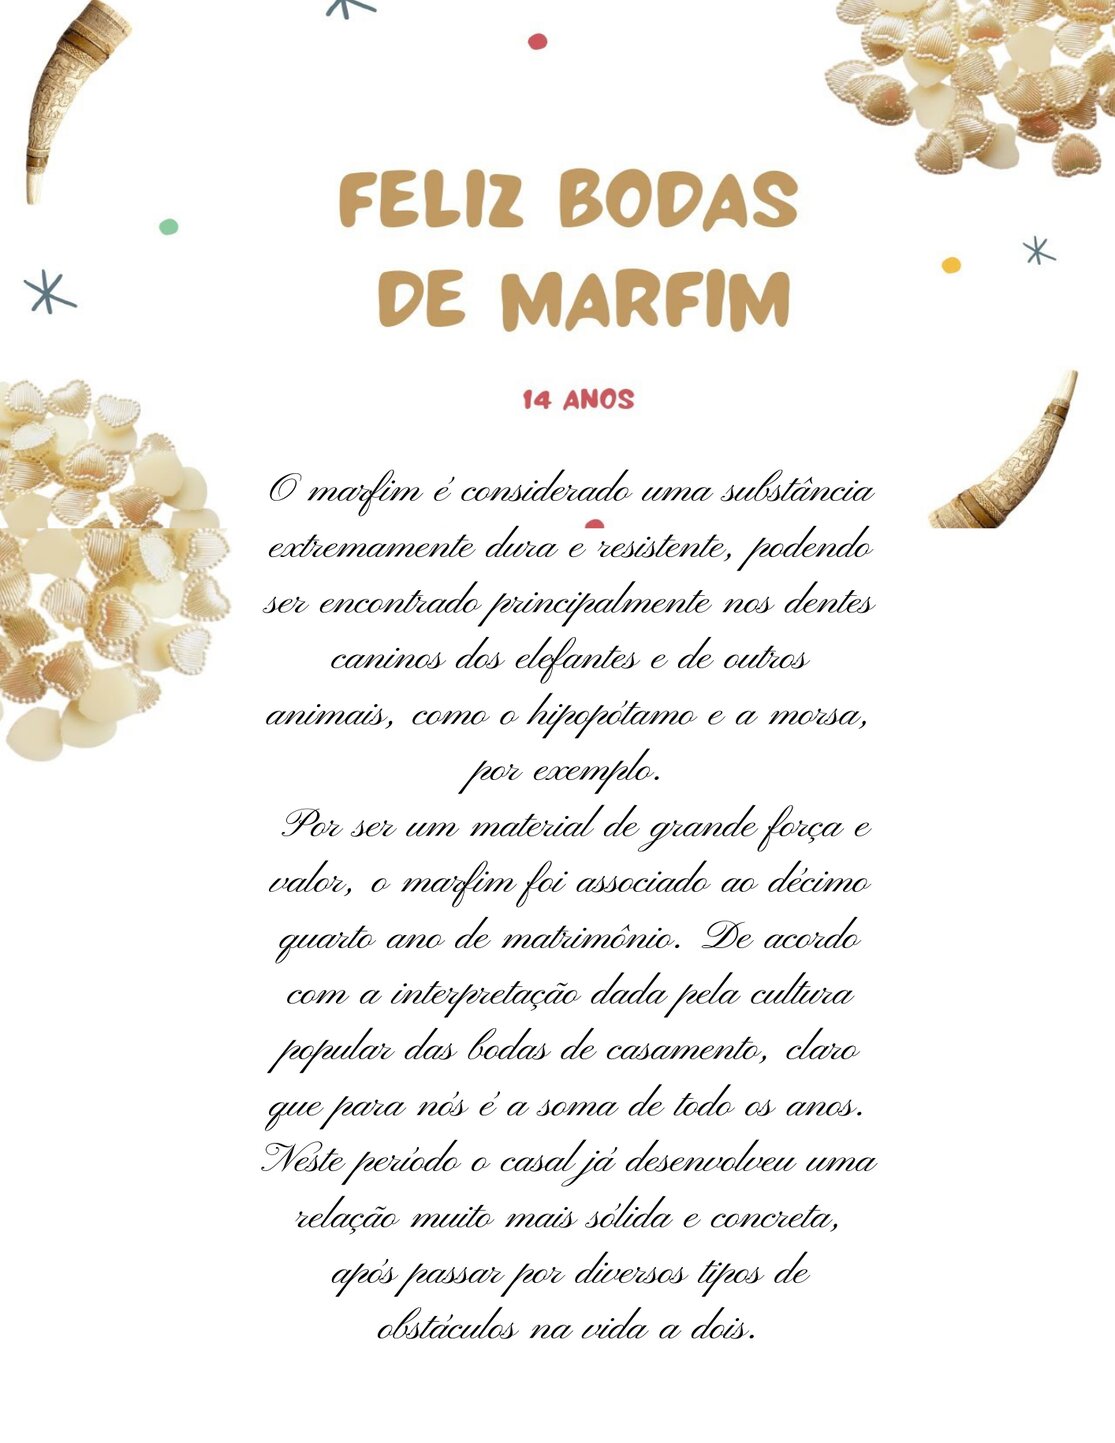 FELIZ BODAS
DE MARFIM
14 ANOS
O marfim é considerado uma substância
extremamente dura e resistente, podendo
ser encontrado principalmente nos dentes
caninos dos elefantes e de outros
animais, como o hipopótamo e a morsa,
por exemplo.
Por ser um material de grande força e
valor, o marfim foi associado ao décimo
quarto ano de matrimônio. De acordo
com a interpretação dada pela cultura
popular das bodas de casamento, claro
que para nós é a soma de todo os anos.
Neste período o casal já desenvolveu uma
relação muito mais sólida e concreta,
após passar por diversos tipos de
obstáculos na vida a dois.